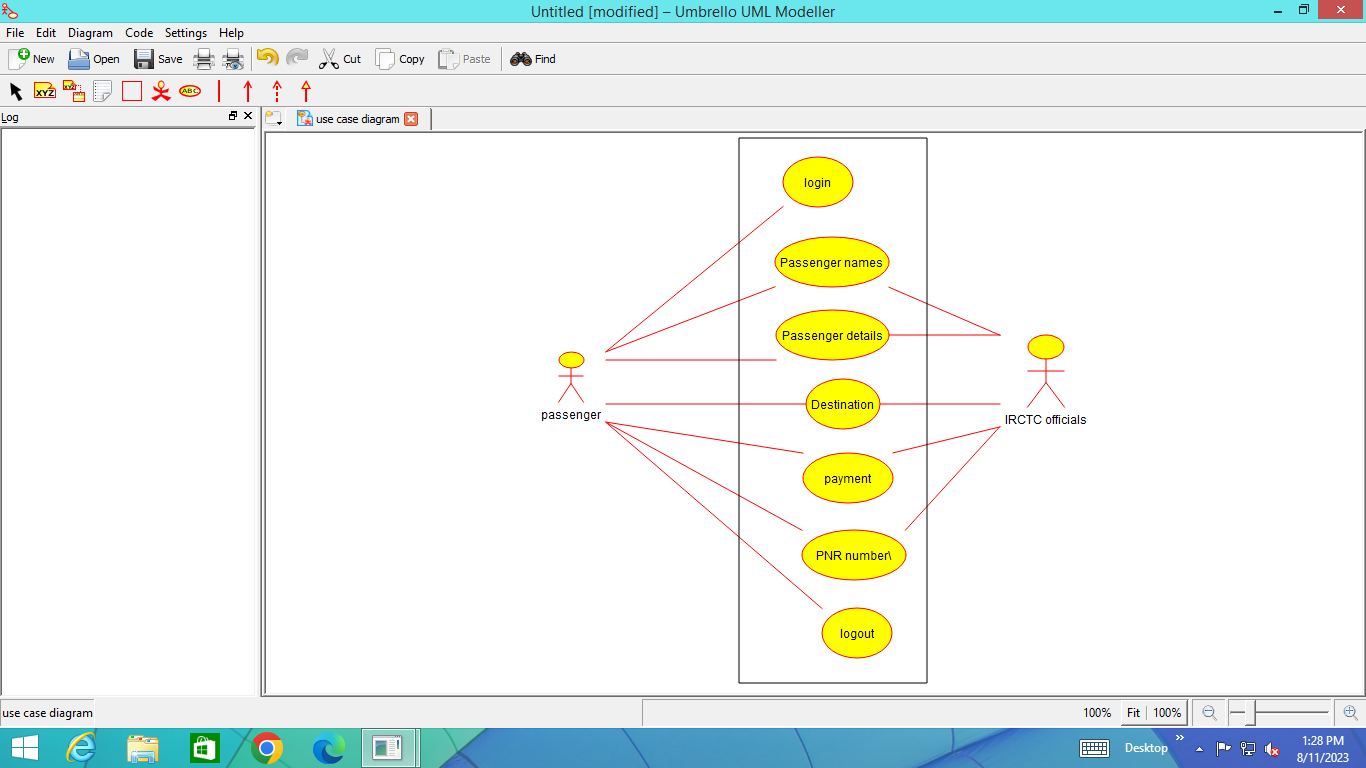 Untitled [modified] – Umbrello UML Modeller
File Edit Diagram Code Settings Help
New Open Save Cut Copy Paste Find
XYZ XYZ ABC
Log
use case diagram
login
Passenger names
Passenger details
Destination
passenger
IRCTC officials
payment
PNR number\
logout
use case diagram
100% Fit 100%
Desktop
1:28 PM
8/11/2023